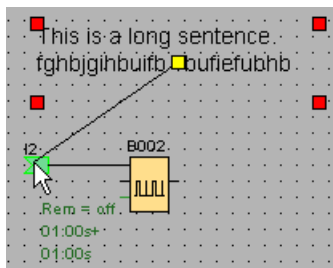 This is a long sentence.
fghbjgihbuifb bufiefubhb
I2
B002
Rem = off
01:00s+
01:00s